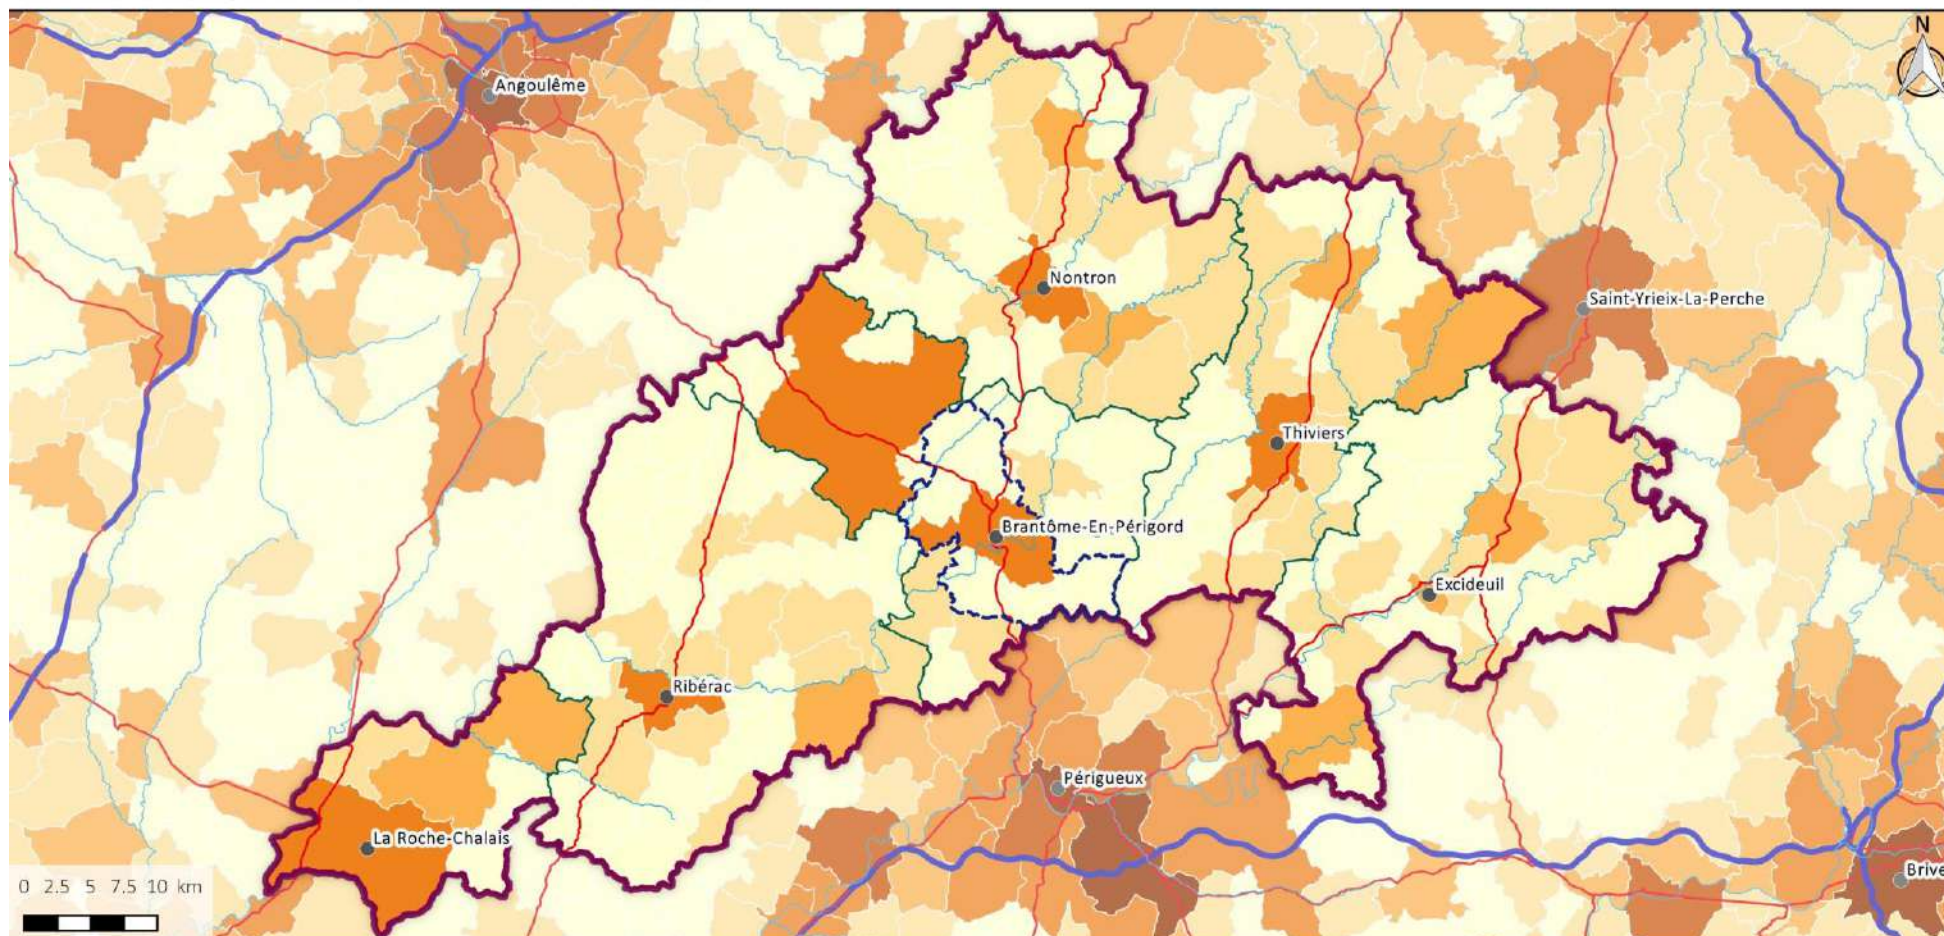 N
Angoulême
Nontron
Saint-Yrieix-La-Perche
Thiviers
Brantôme-En-Périgord
Excideuil
Ribérac
Périgueux
La Roche-Chalais
Brive
0 2.5 5 7.5 10 km